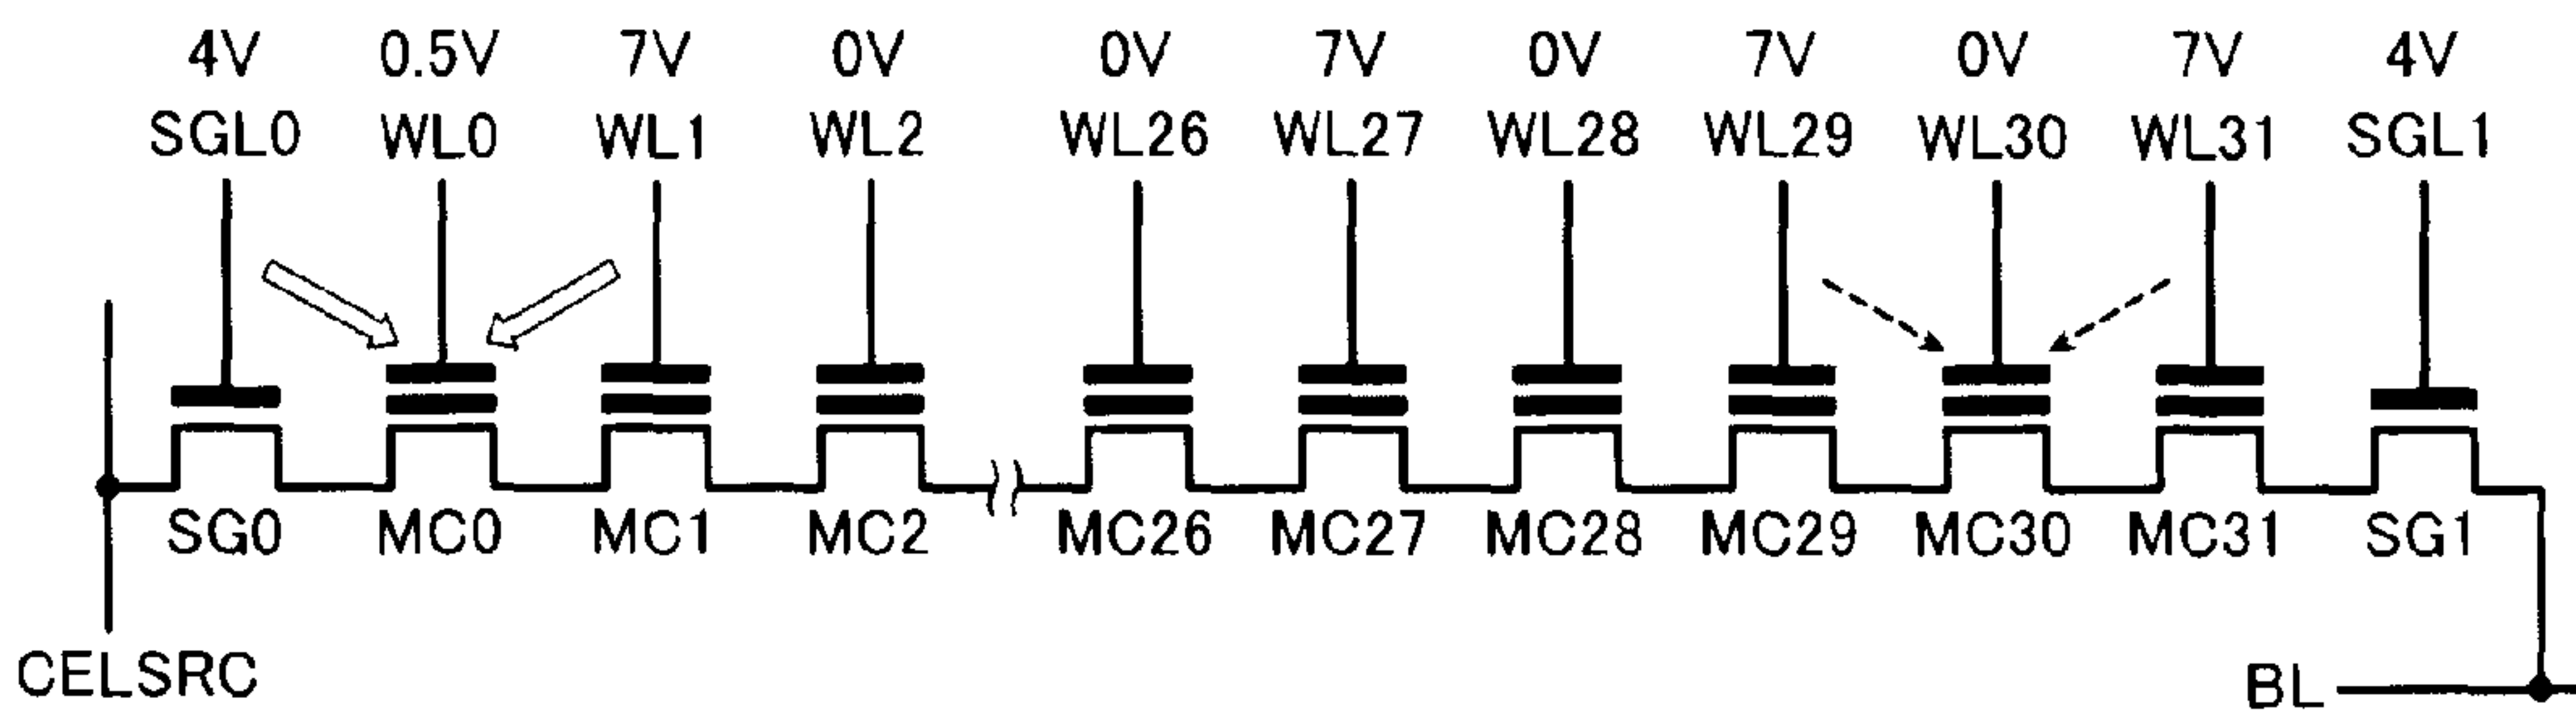 4V 0.5V 7V 0V 0V 7V 0V 7V 0V 7V 4V
SGL0 WL0 WL1 WL2 WL26 WL27 WL28 WL29 WL30 WL31 SGL1
SG0 MC0 MC1 MC2 MC26 MC27 MC28 MC29 MC30 MC31 SG1
CELSRC BL